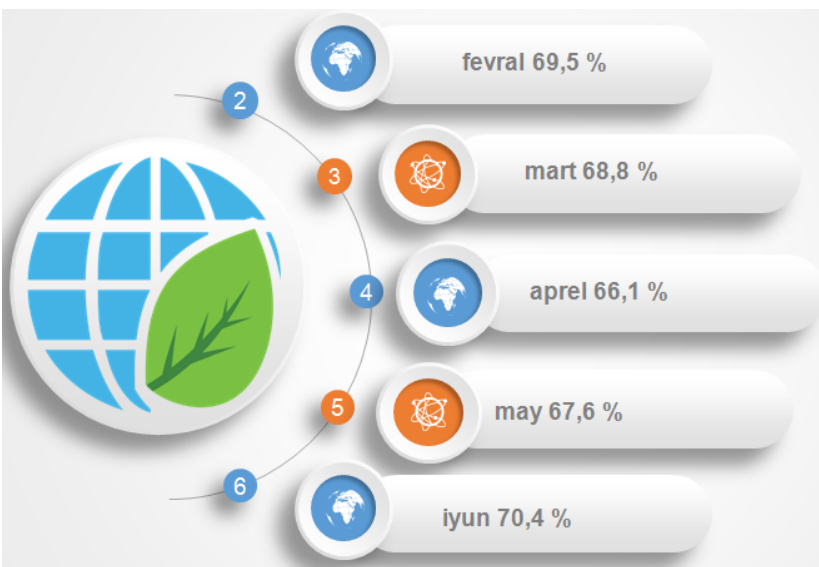 fevral 69,5 %
2
3
mart 68,8 %
4
aprel 66,1 %
5
may 67,6 %
6
iyun 70,4 %